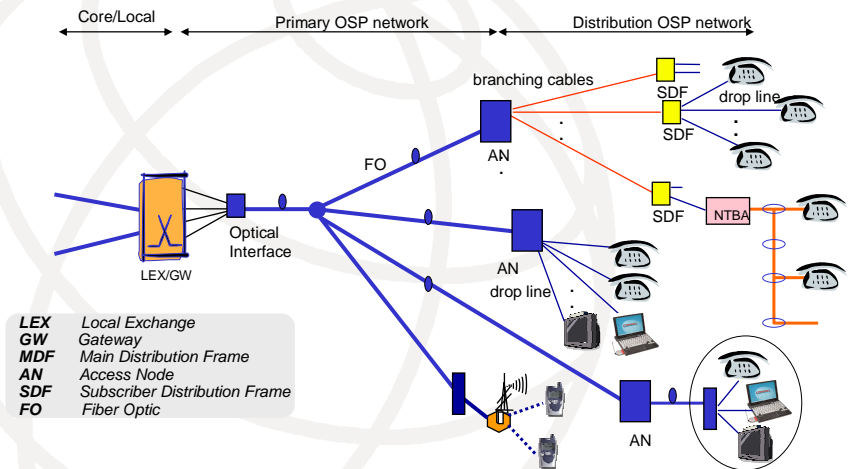 Core/Local
Primary OSP network
Distribution OSP network
branching cables
SDF
drop line
SDF
AN
FO
SDF
NTBA
Optical
Interface
LEX/GW
AN
drop line
LEX Local Exchange
GW Gateway
MDF Main Distribution Frame
AN Access Node
SDF Subscriber Distribution Frame
FO Fiber Optic
AN